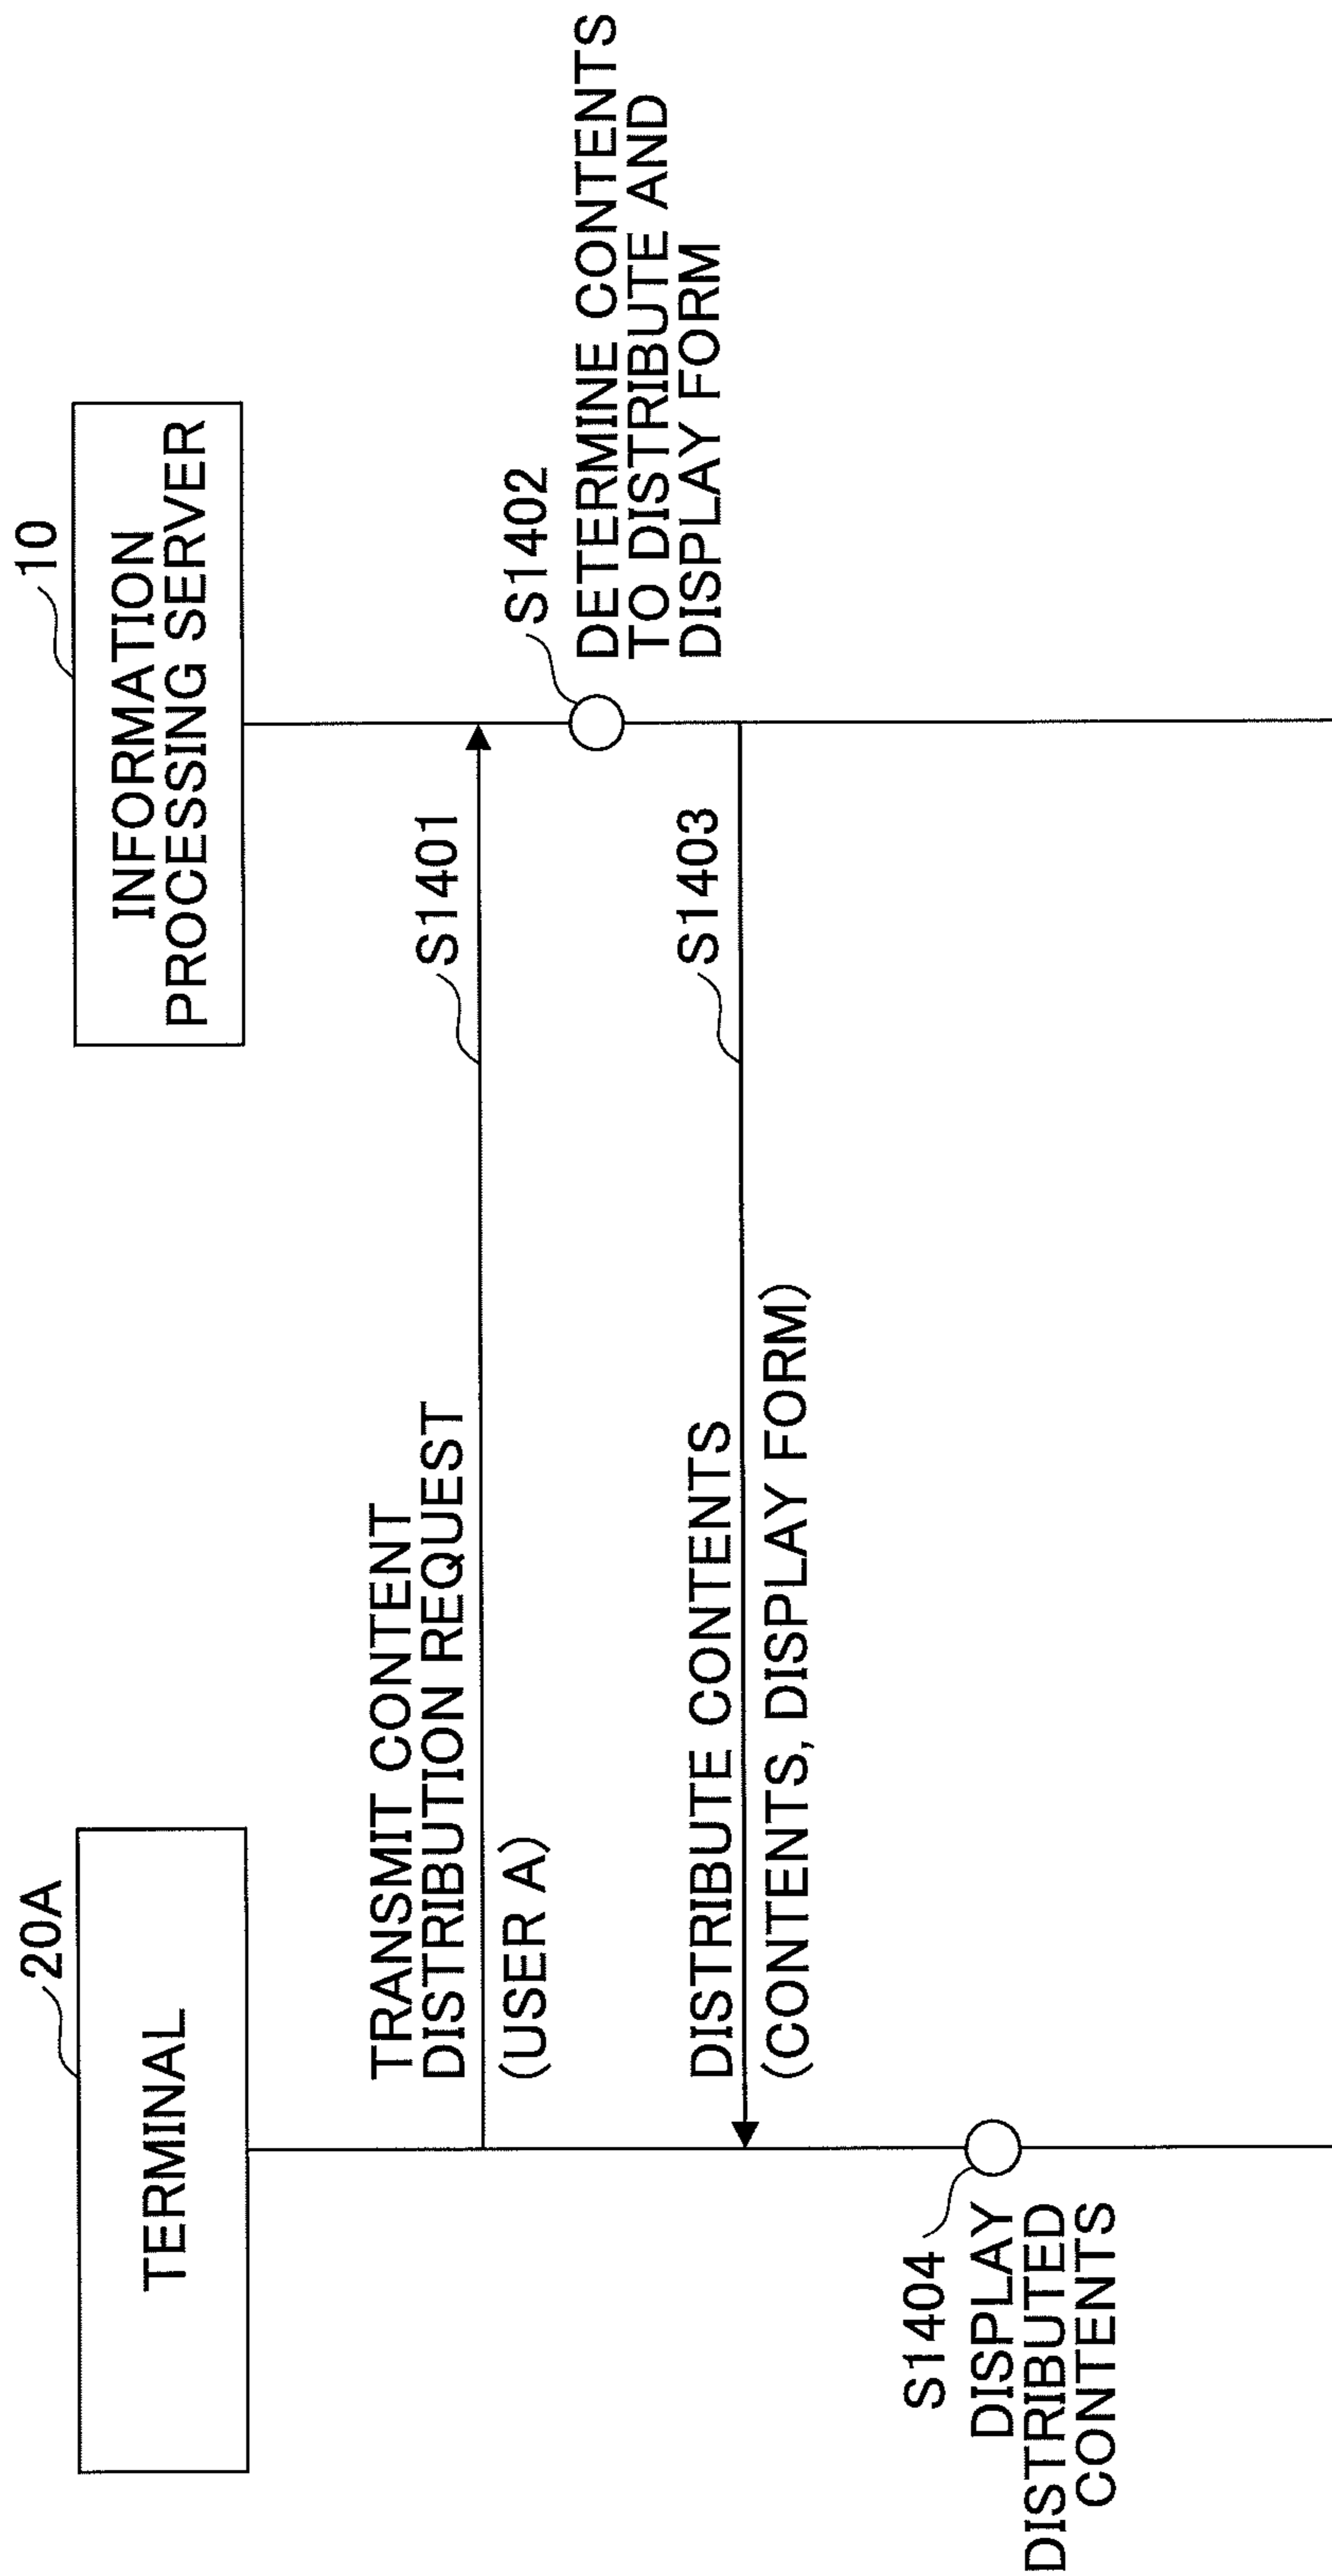 20A
TERMINAL
10
INFORMATION
PROCESSING SERVER
TRANSMIT CONTENT
DISTRIBUTION REQUEST
S1401
(USER A)
S1402
DETERMINE CONTENTS
TO DISTRIBUTE AND
DISPLAY FORM
DISTRIBUTE CONTENTS
S1403
(CONTENTS, DISPLAY FORM)
S1404
DISPLAY
DISTRIBUTED
CONTENTS